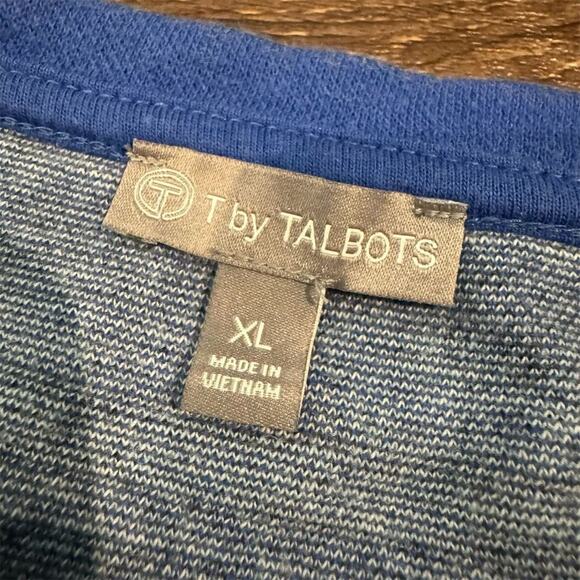 T
T by TALBOTS
XL
MADE IN
VIETNAM